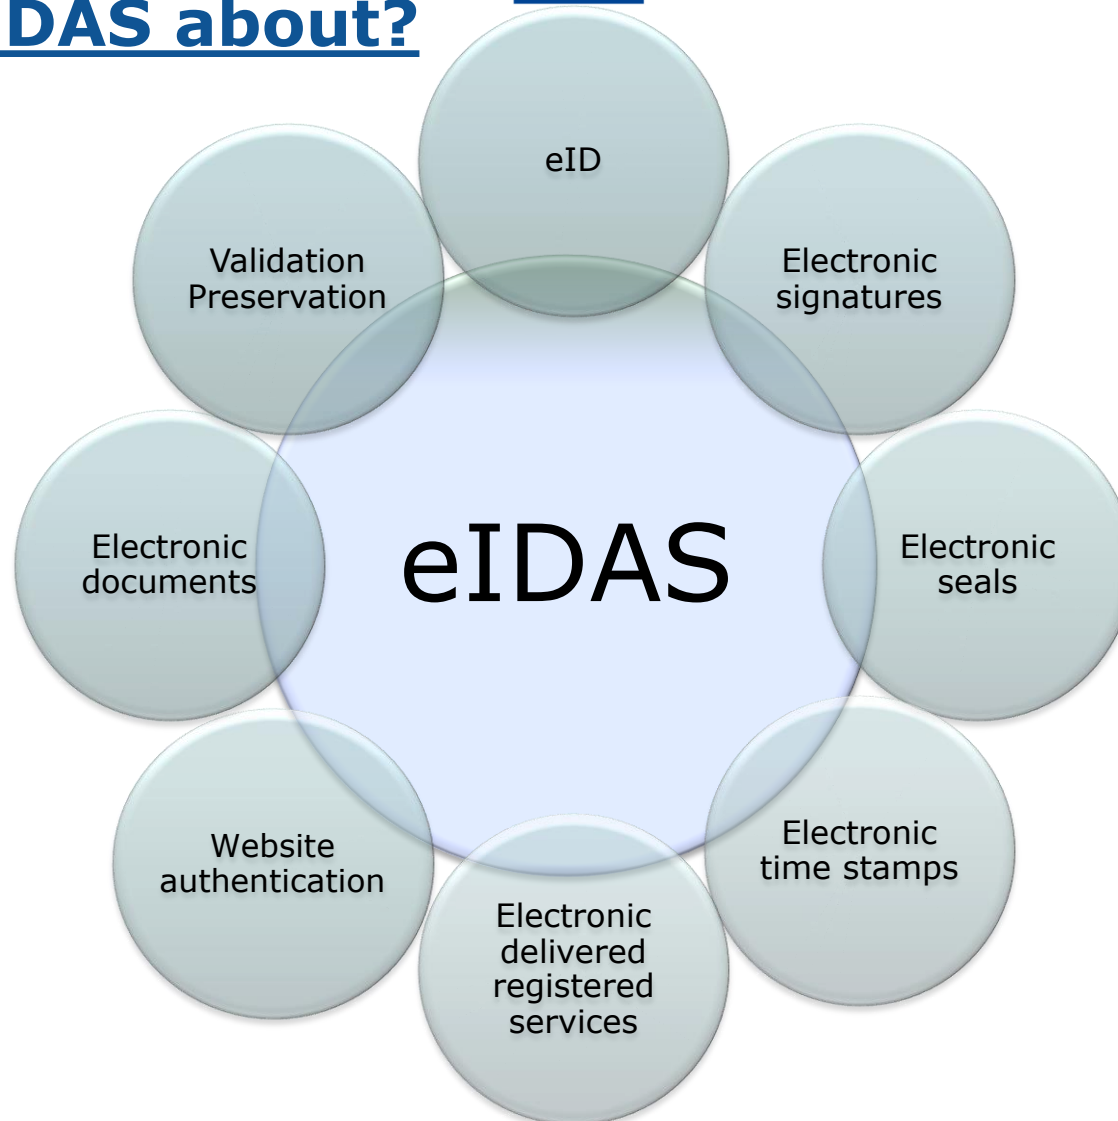 DAS about?
eID
Electronic
signatures
Electronic
seals
Electronic
time stamps
Electronic
delivered
registered
services
Website
authentication
Electronic
documents
Validation
Preservation
eIDAS